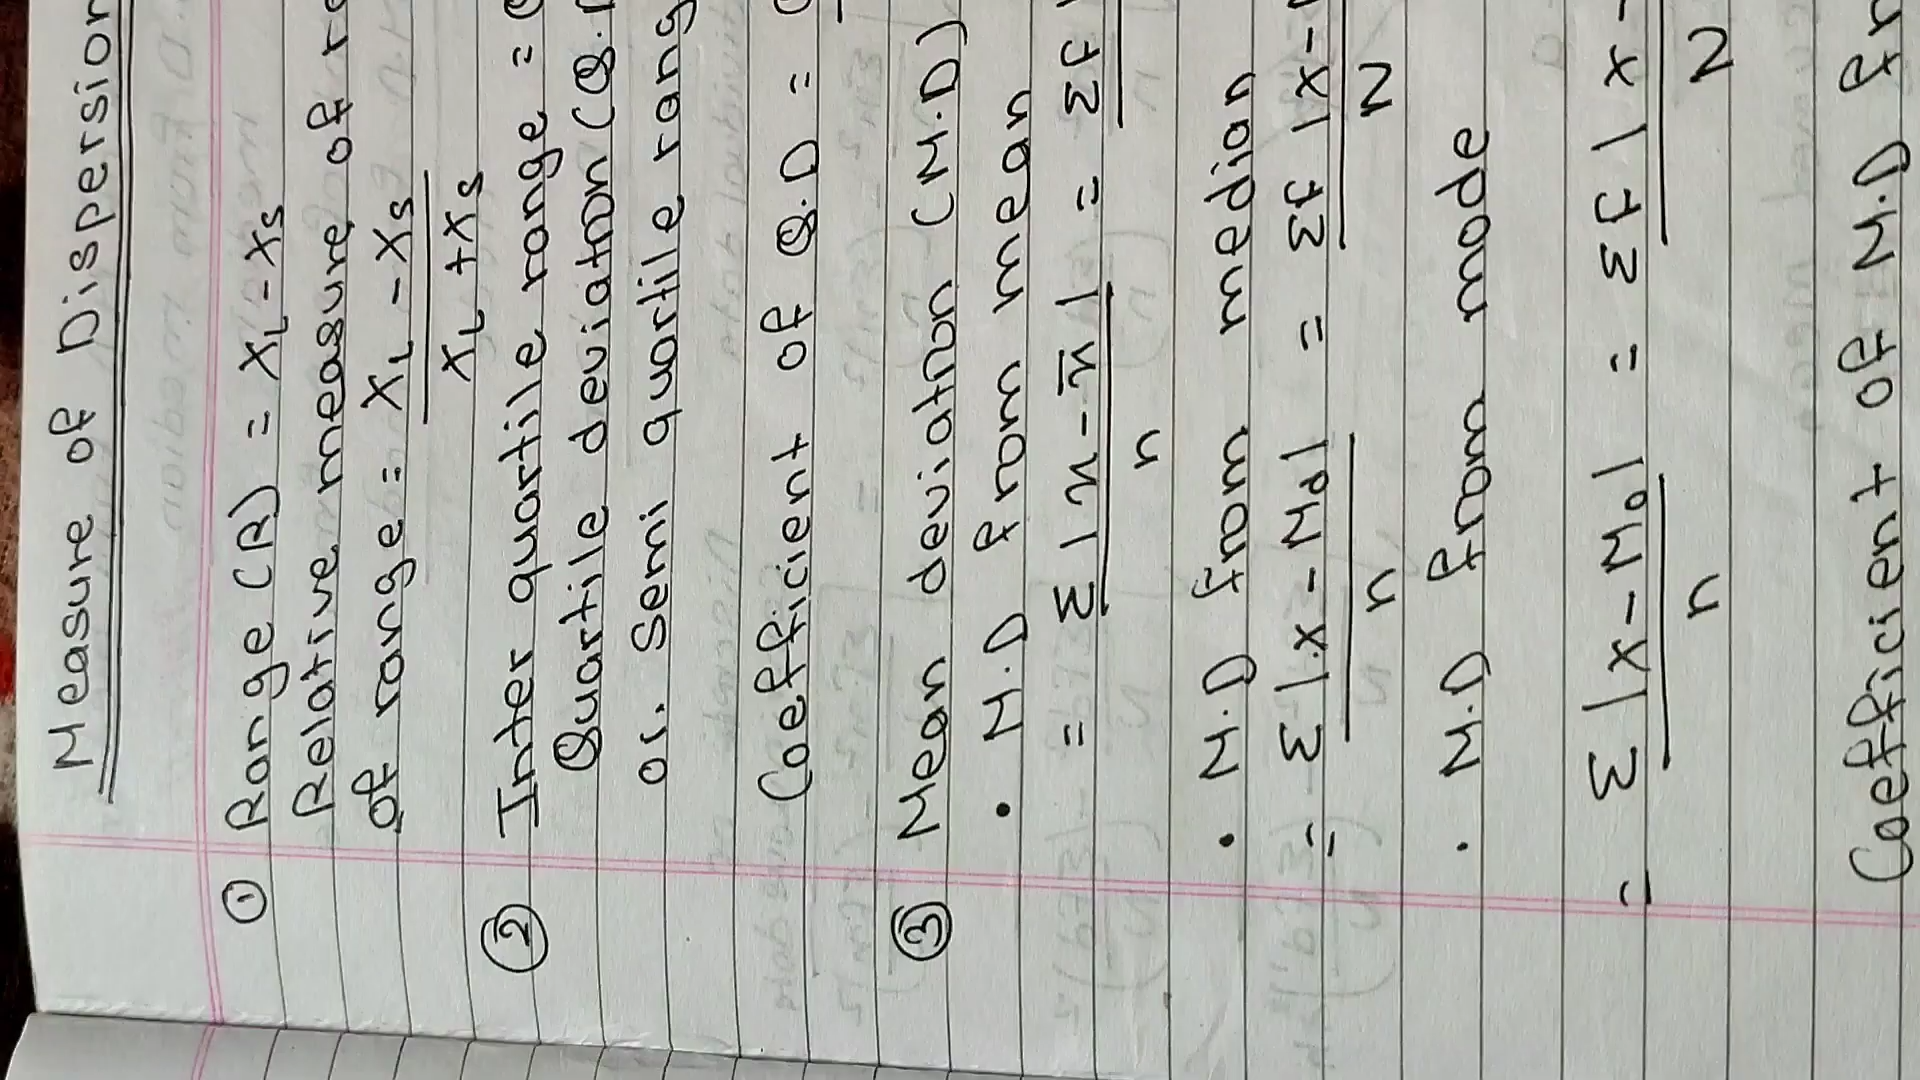 Measure of Dispersion
① Range (R) = XL - XS
Relative measure of
of range = XL - XS
XL + XS
② Inter quartile range =
Quartile deviation (Q.
or. Semi quartile rang
Coefficient of Q.D =
③ Mean deviation (M.D)
• M.D from mean
= Σ|x - x̄| = Σf
n
• M.D from median
= Σ|x - Md| = Σf|x -
n N
• M.D from mode
= Σ|x - Mo| = Σf|x -
n N
Coefficient of M.D